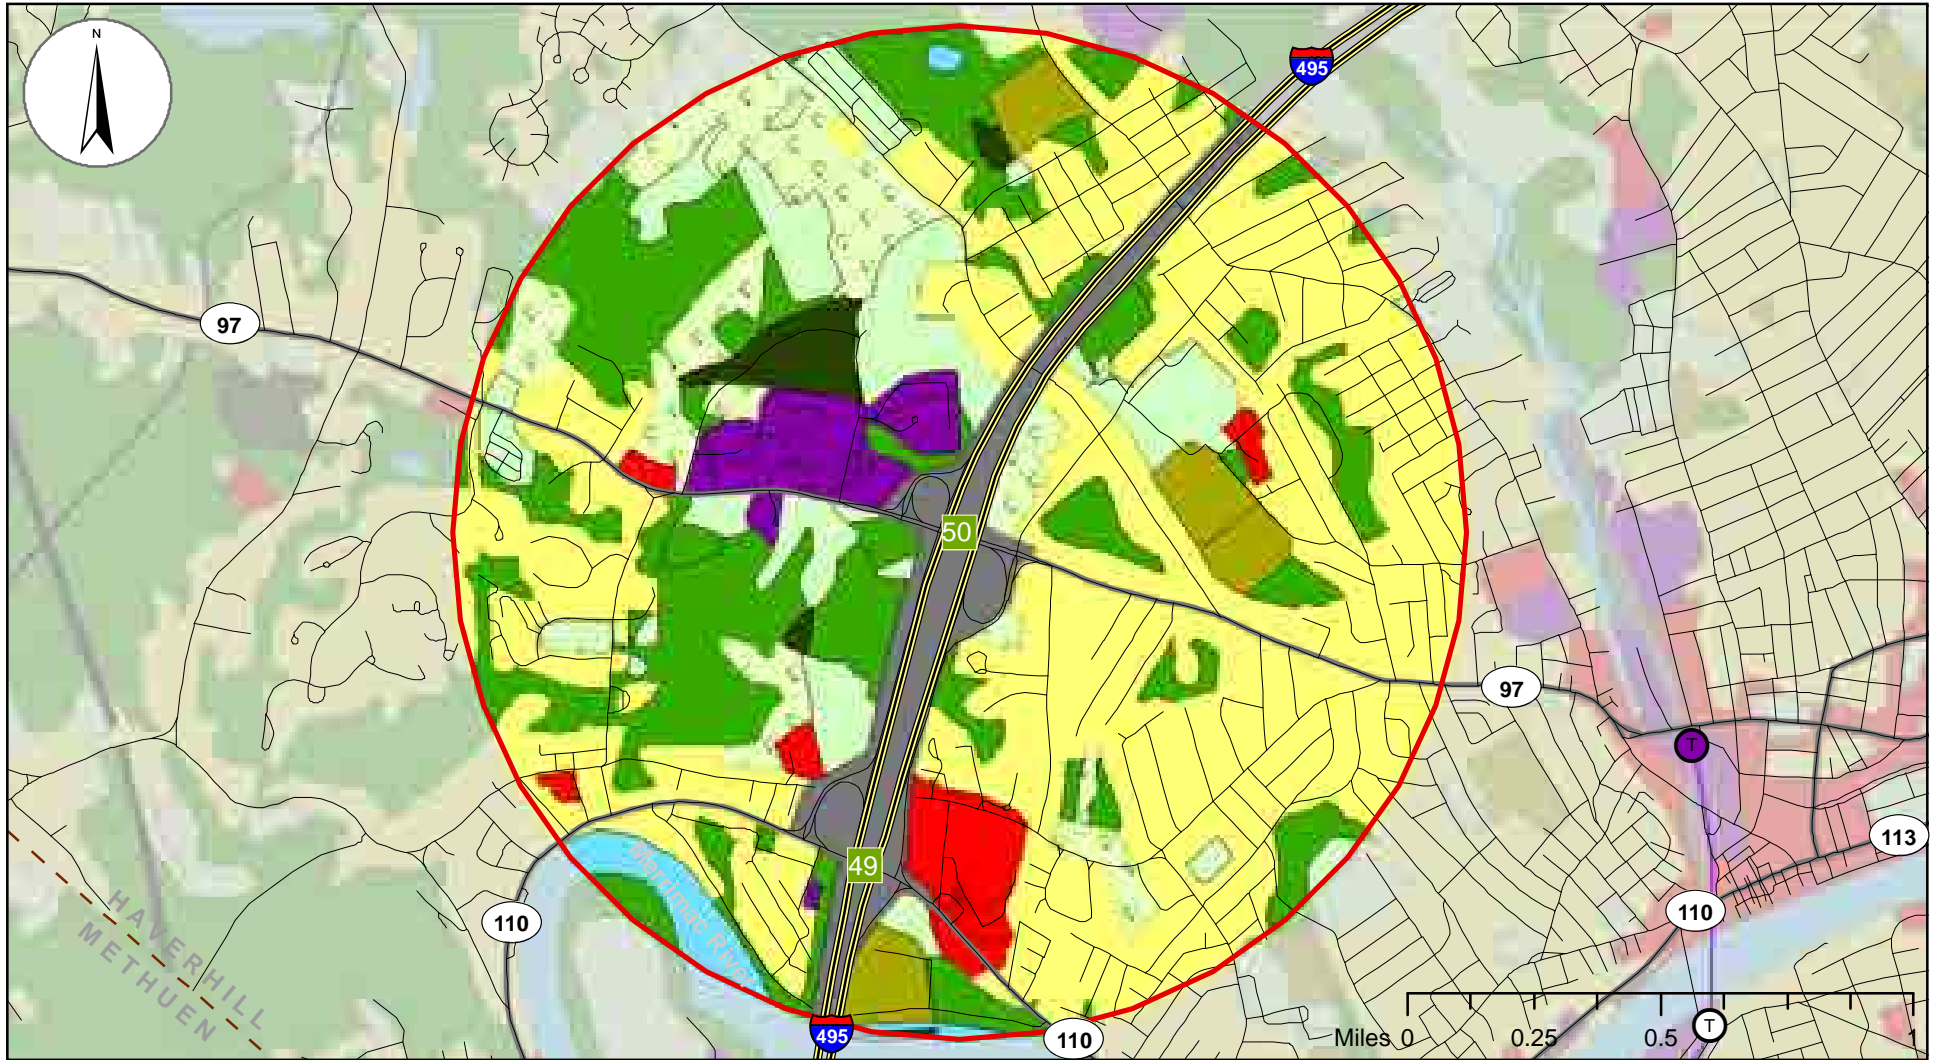 N
495
97
50
97
T
49
113
110
110
Merrimac River
HAVERHILL
METHUEN
Miles 0 0.25 0.5 1
T
495
110